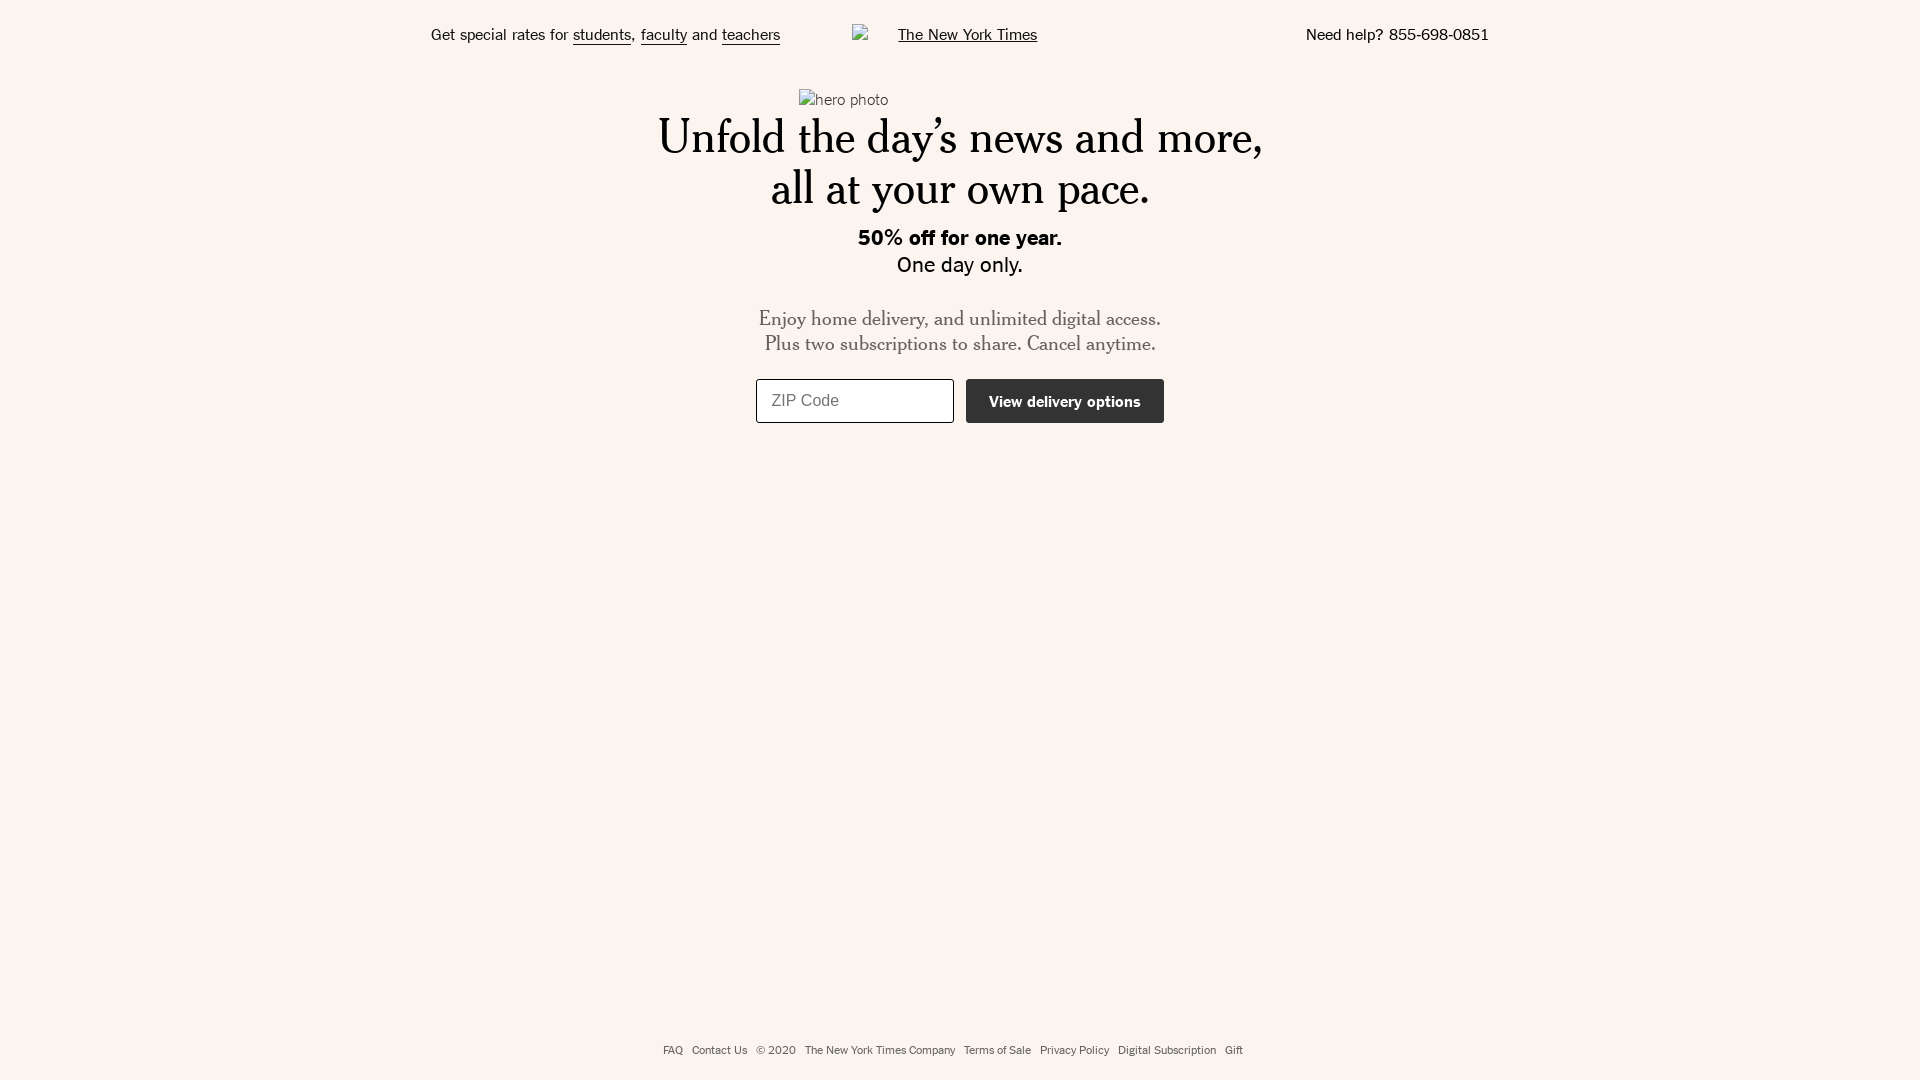 Get special rates for students, faculty and teachers
The New York Times
Need help? 855-698-0851
hero photo
Unfold the day’s news and more,
all at your own pace.
50% off for one year.
One day only.
Enjoy home delivery, and unlimited digital access.
Plus two subscriptions to share. Cancel anytime.
ZIP Code
View delivery options
FAQ Contact Us © 2020 The New York Times Company Terms of Sale Privacy Policy Digital Subscription Gift